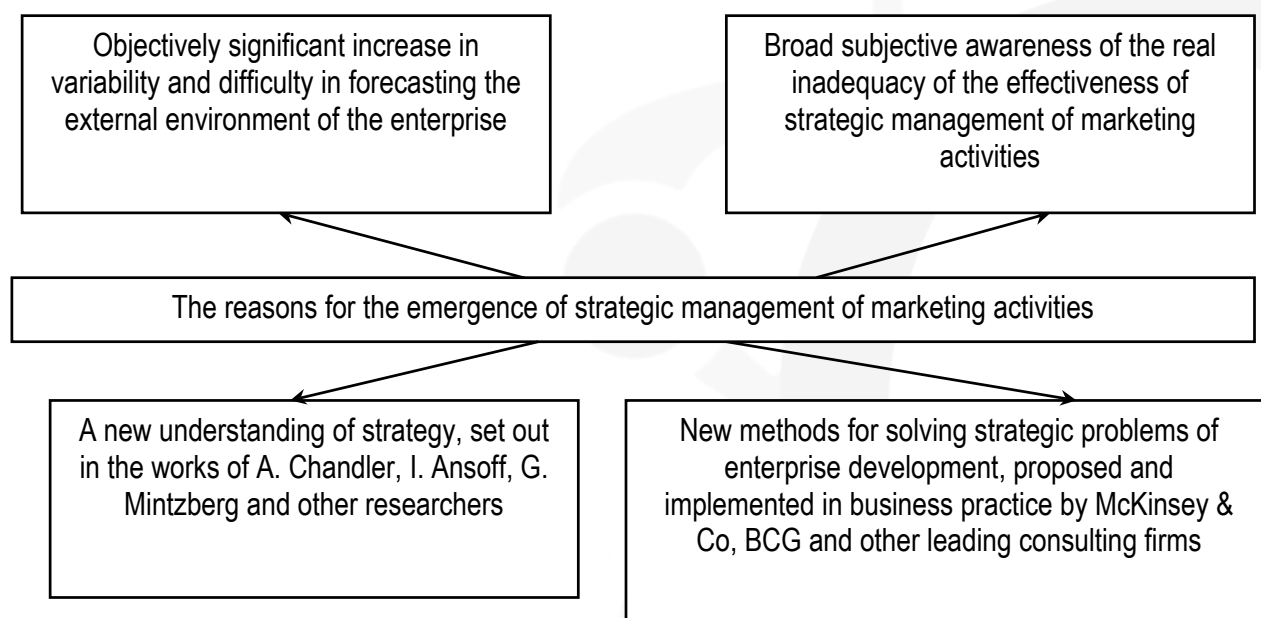 Objectively significant increase in
variability and difficulty in forecasting the
external environment of the enterprise
Broad subjective awareness of the real
inadequacy of the effectiveness of
strategic management of marketing
activities
The reasons for the emergence of strategic management of marketing activities
A new understanding of strategy, set out
in the works of A. Chandler, I. Ansoff, G.
Mintzberg and other researchers
New methods for solving strategic problems of
enterprise development, proposed and
implemented in business practice by McKinsey &
Co, BCG and other leading consulting firms